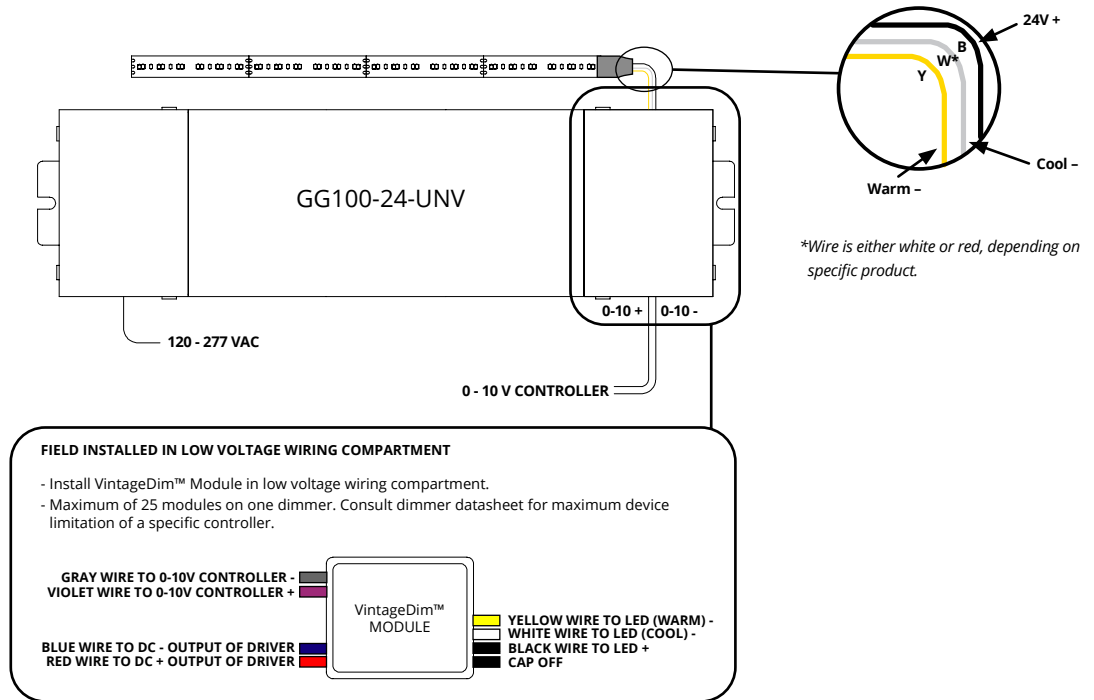 24V +
B
W*
Y
Cool –
Warm –
GG100-24-UNV
*Wire is either white or red, depending on
specific product.
0-10 + 0-10 -
120 - 277 VAC
0 - 10 V CONTROLLER
FIELD INSTALLED IN LOW VOLTAGE WIRING COMPARTMENT
- Install VintageDim™ Module in low voltage wiring compartment.
- Maximum of 25 modules on one dimmer. Consult dimmer datasheet for maximum device
limitation of a specific controller.
GRAY WIRE TO 0-10V CONTROLLER -
VIOLET WIRE TO 0-10V CONTROLLER +
BLUE WIRE TO DC - OUTPUT OF DRIVER
RED WIRE TO DC + OUTPUT OF DRIVER
VintageDim™
MODULE
YELLOW WIRE TO LED (WARM) -
WHITE WIRE TO LED (COOL) -
BLACK WIRE TO LED +
CAP OFF